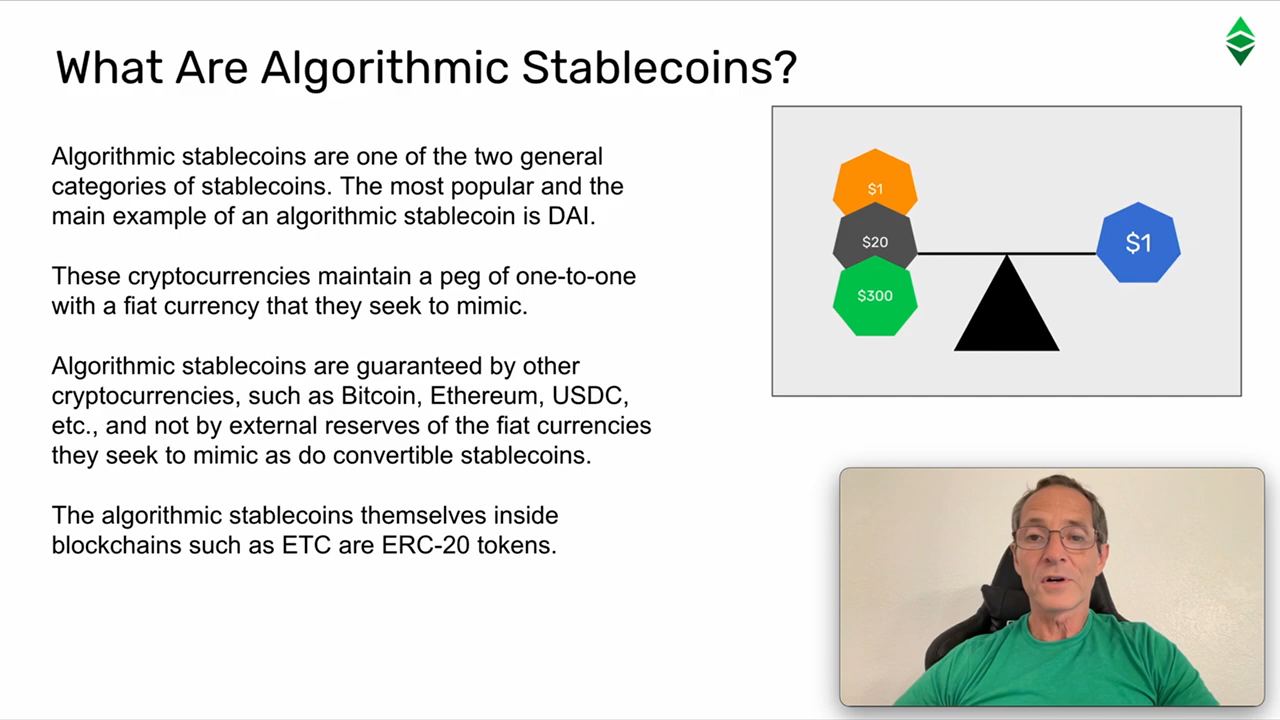 What Are Algorithmic Stablecoins?
Algorithmic stablecoins are one of the two general
categories of stablecoins. The most popular and the
main example of an algorithmic stablecoin is DAI.
These cryptocurrencies maintain a peg of one-to-one
with a fiat currency that they seek to mimic.
Algorithmic stablecoins are guaranteed by other
cryptocurrencies, such as Bitcoin, Ethereum, USDC,
etc., and not by external reserves of the fiat currencies
they seek to mimic as do convertible stablecoins.
The algorithmic stablecoins themselves inside
blockchains such as ETC are ERC-20 tokens.
$1
$20
$300
$1